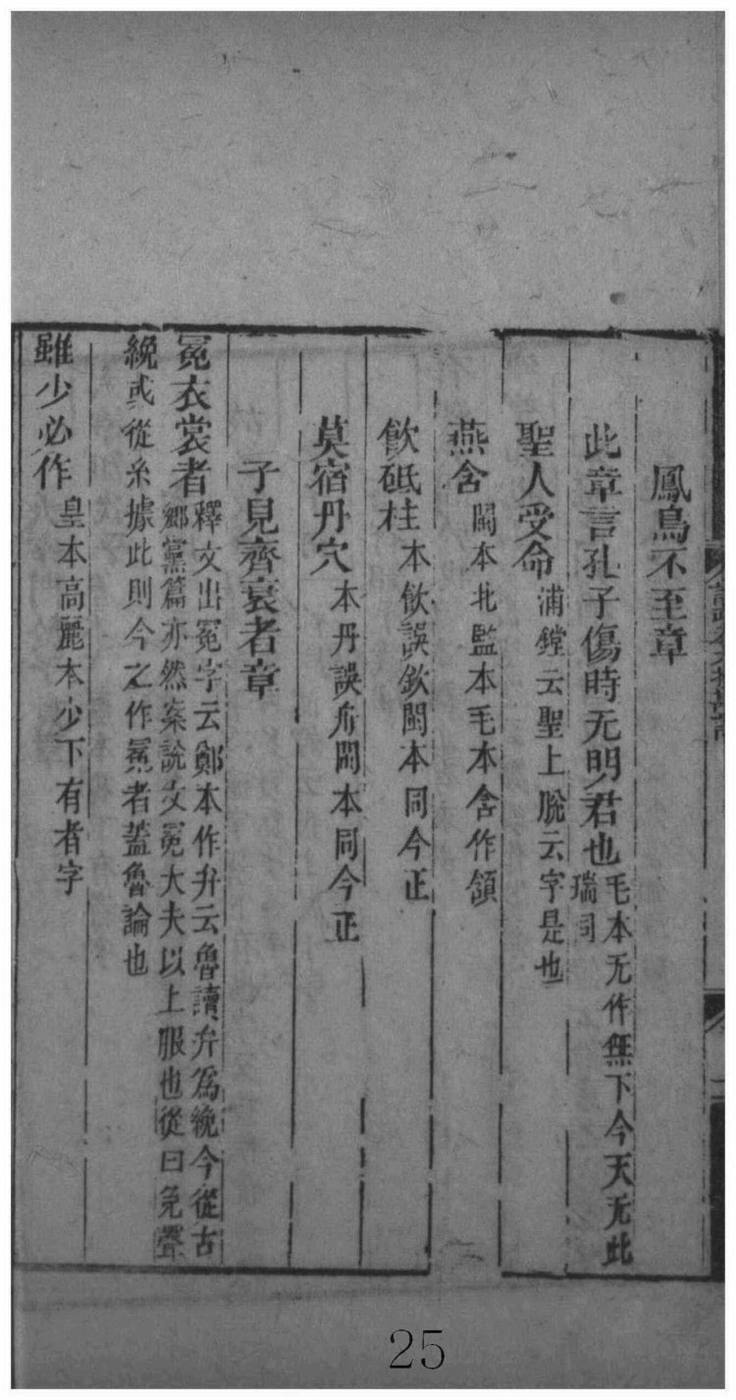 鳳鳥不至章
此章言孔子傷時无明君也毛本无作無下今天无此瑞同
聖人受命浦鏜云聖上脫云字是也
燕含閩本北監本毛本含作頷
飲砥柱本飲誤欽閩本同今正
莫宿丹穴本丹誤舟閩本同今正
子見齊衰者章
冕衣裳者釋文出冕字云鄭本作弁云魯讀弁爲絻今從古鄉黨篇亦然案說文冕大夫以上服也從曰免聲
絻或從糸據此則今之作冕者蓋魯論也
雖少必作皇本高麗本少下有者字
25